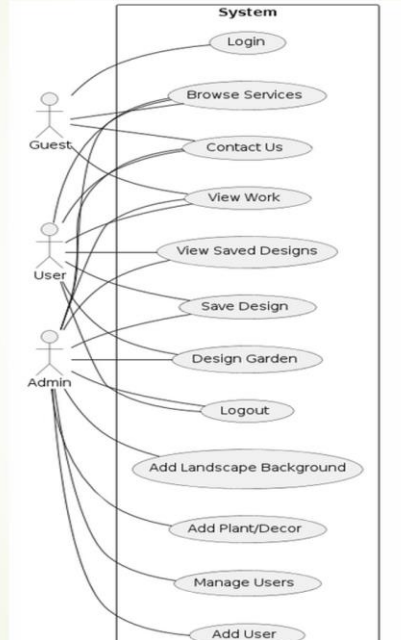 System
Login
Browse Services
Guest
Contact Us
View Work
User
View Saved Designs
Save Design
Admin
Design Garden
Logout
Add Landscape Background
Add Plant/Decor
Manage Users
Add User